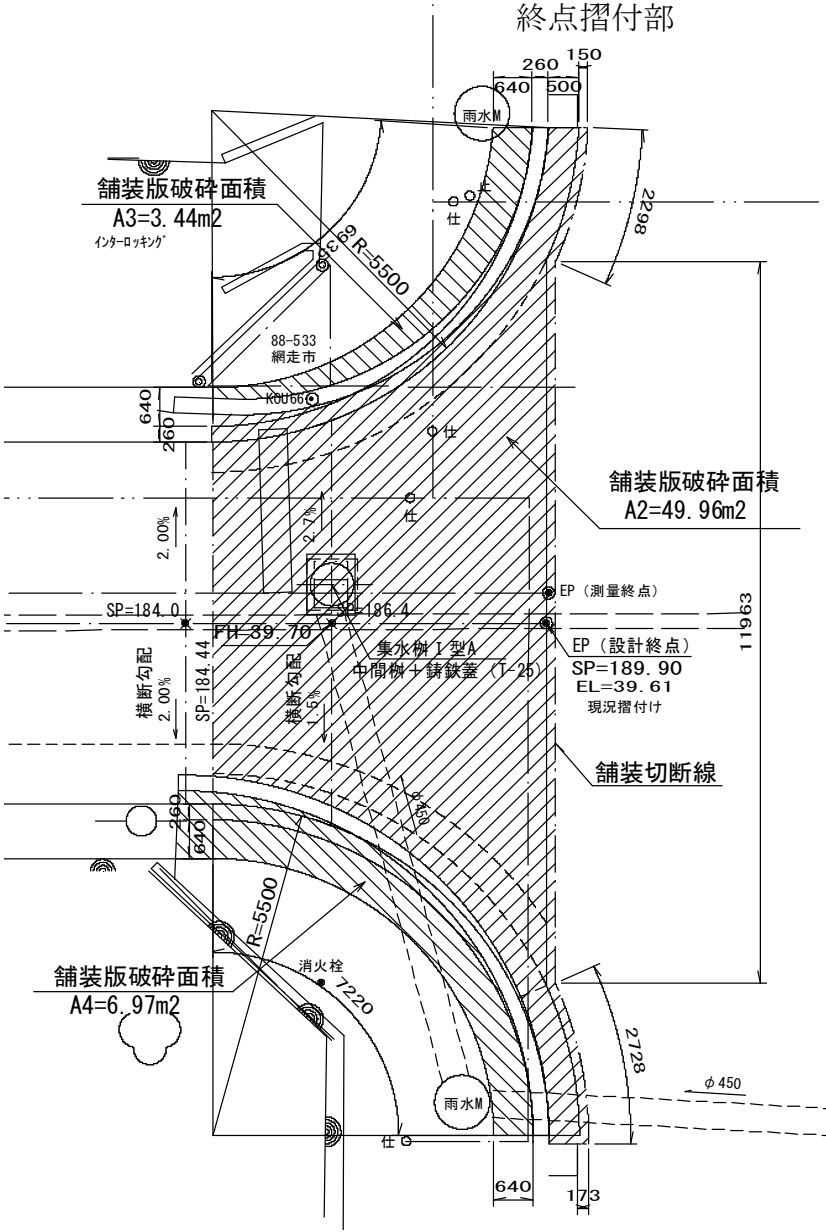 終点摺付部
150
260
640
500
雨水M
2298
舗装版破砕面積
A3=3.44m2
インターロッキング
止
仕
6935
R=5500
88-533
網走市
KOU66
640
260
仕
仕
舗装版破砕面積
A2=49.96m2
2.00%
2.7%
EP（測量終点）
SP=184.0
SP=186.4
FH=39.70
11963
集水桝Ⅰ型A
中間桝＋鋳鉄蓋（T-25）
EP（設計終点）
SP=189.90
EL=39.61
現況摺付け
横断勾配
2.00%
SP=184.44
横断勾配
1.5%
舗装切断線
260
640
φ450
R=5500
消火栓
7220
舗装版破砕面積
A4=6.97m2
2728
φ450
雨水M
仕
640
173